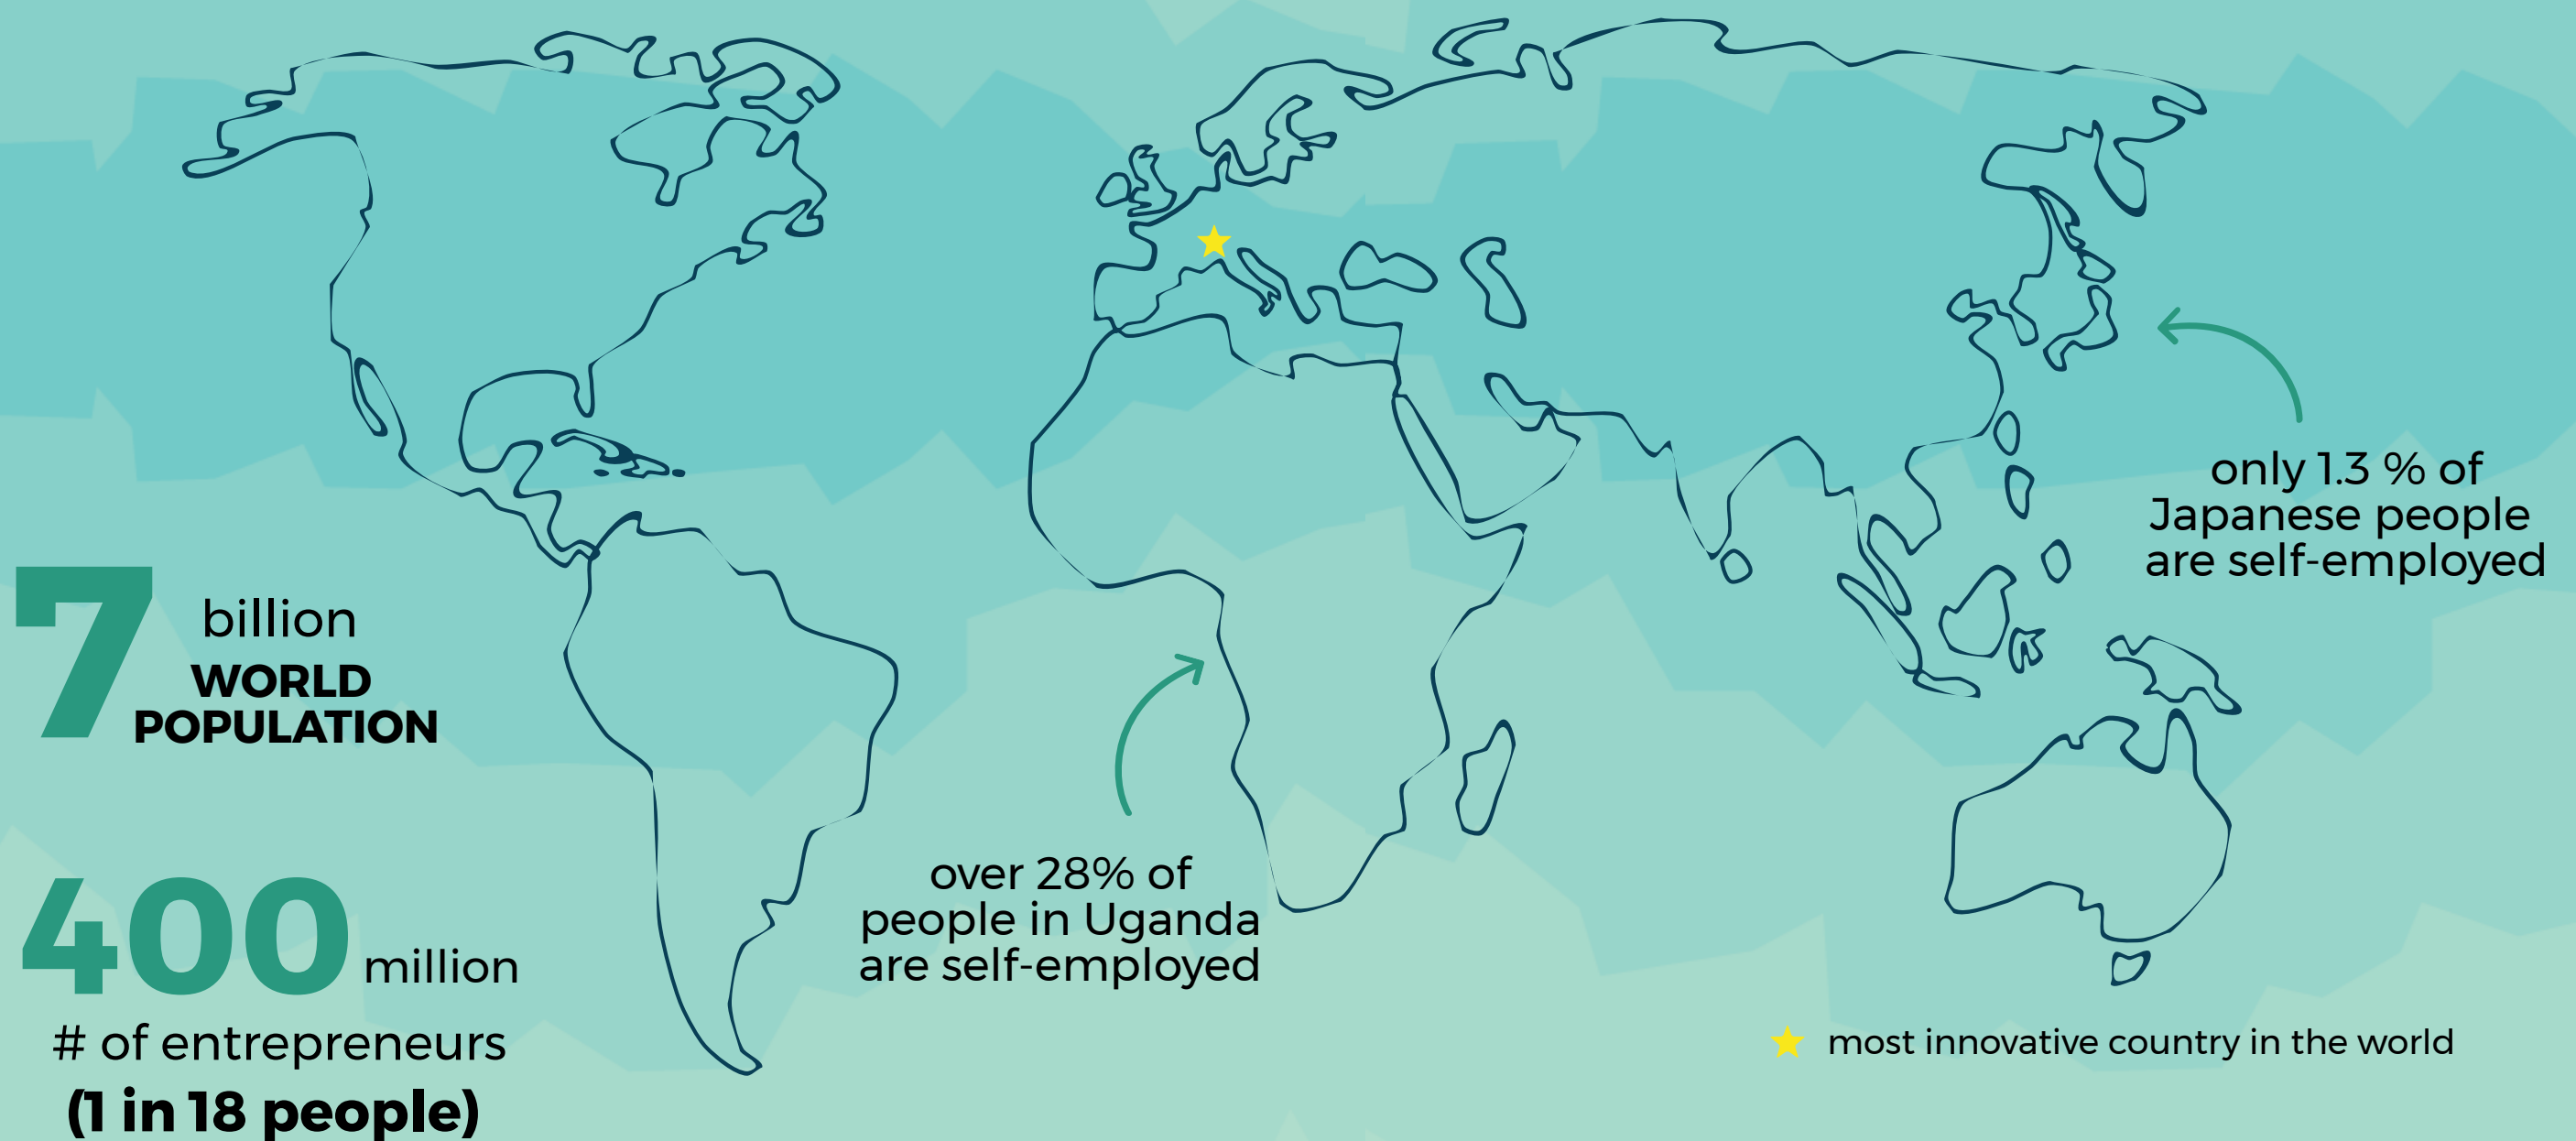 7 billion
WORLD
POPULATION
400 million
# of entrepreneurs
(1 in 18 people)
over 28% of
people in Uganda
are self-employed
only 1.3 % of
Japanese people
are self-employed
most innovative country in the world